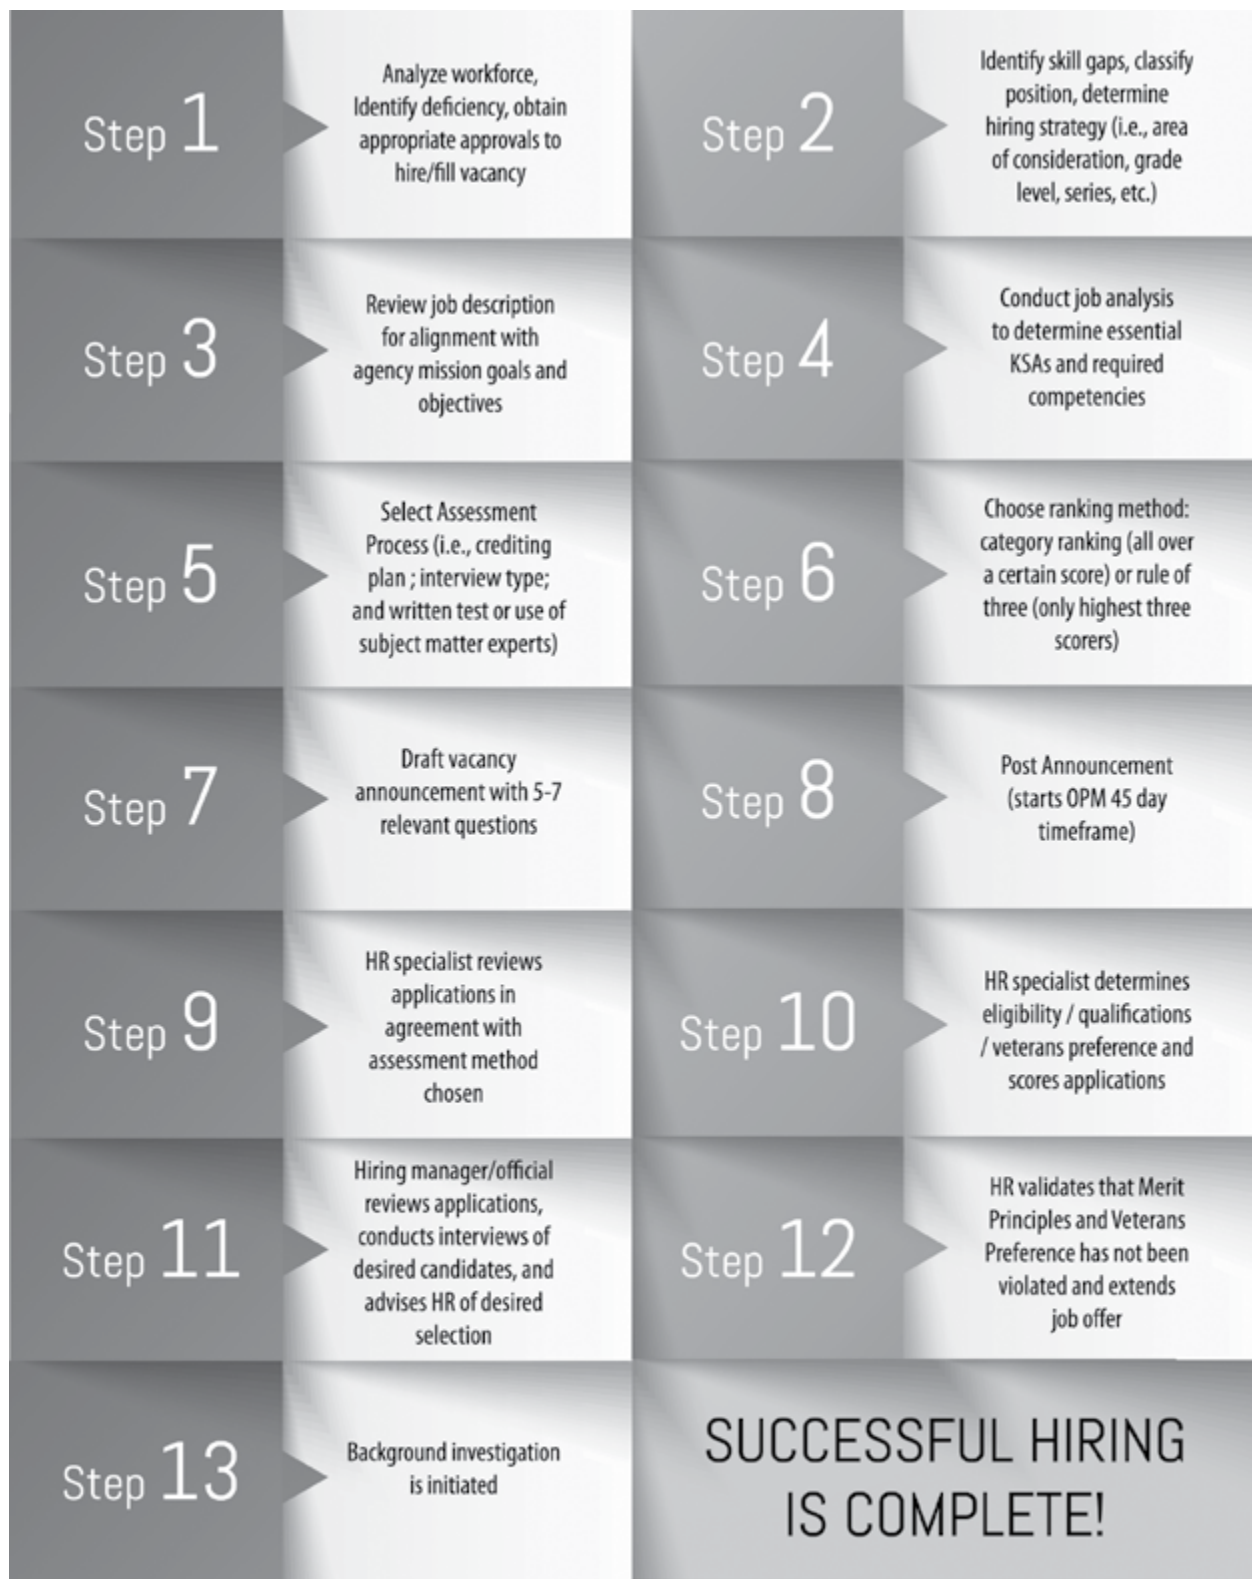 Step 1
Analyze workforce,
Identify deficiency, obtain
appropriate approvals to
hire/fill vacancy
Step 2
Identify skill gaps, classify
position, determine
hiring strategy (i.e., area
of consideration, grade
level, series, etc.)
Step 3
Review job description
for alignment with
agency mission goals and
objectives
Step 4
Conduct job analysis
to determine essential
KSAs and required
competencies
Step 5
Select Assessment
Process (i.e., crediting
plan ; interview type;
and written test or use of
subject matter experts)
Step 6
Choose ranking method:
category ranking (all over
a certain score) or rule of
three (only highest three
scorers)
Step 7
Draft vacancy
announcement with 5-7
relevant questions
Step 8
Post Announcement
(starts OPM 45 day
timeframe)
Step 9
HR specialist reviews
applications in
agreement with
assessment method
chosen
Step 10
HR specialist determines
eligibility / qualifications
/ veterans preference and
scores applications
Step 11
Hiring manager/official
reviews applications,
conducts interviews of
desired candidates, and
advises HR of desired
selection
Step 12
HR validates that Merit
Principles and Veterans
Preference has not been
violated and extends
job offer
Step 13
Background investigation
is initiated
SUCCESSFUL HIRING
IS COMPLETE!